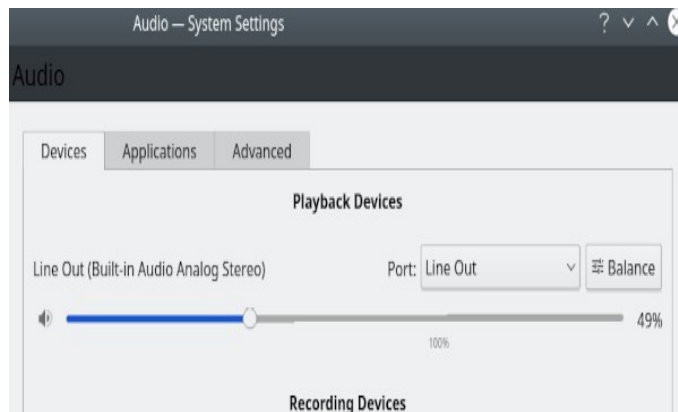 Audio — System Settings
Audio
Devices Applications Advanced
Playback Devices
Line Out (Built-in Audio Analog Stereo) Port: Line Out Balance
49%
100%
Recording Devices